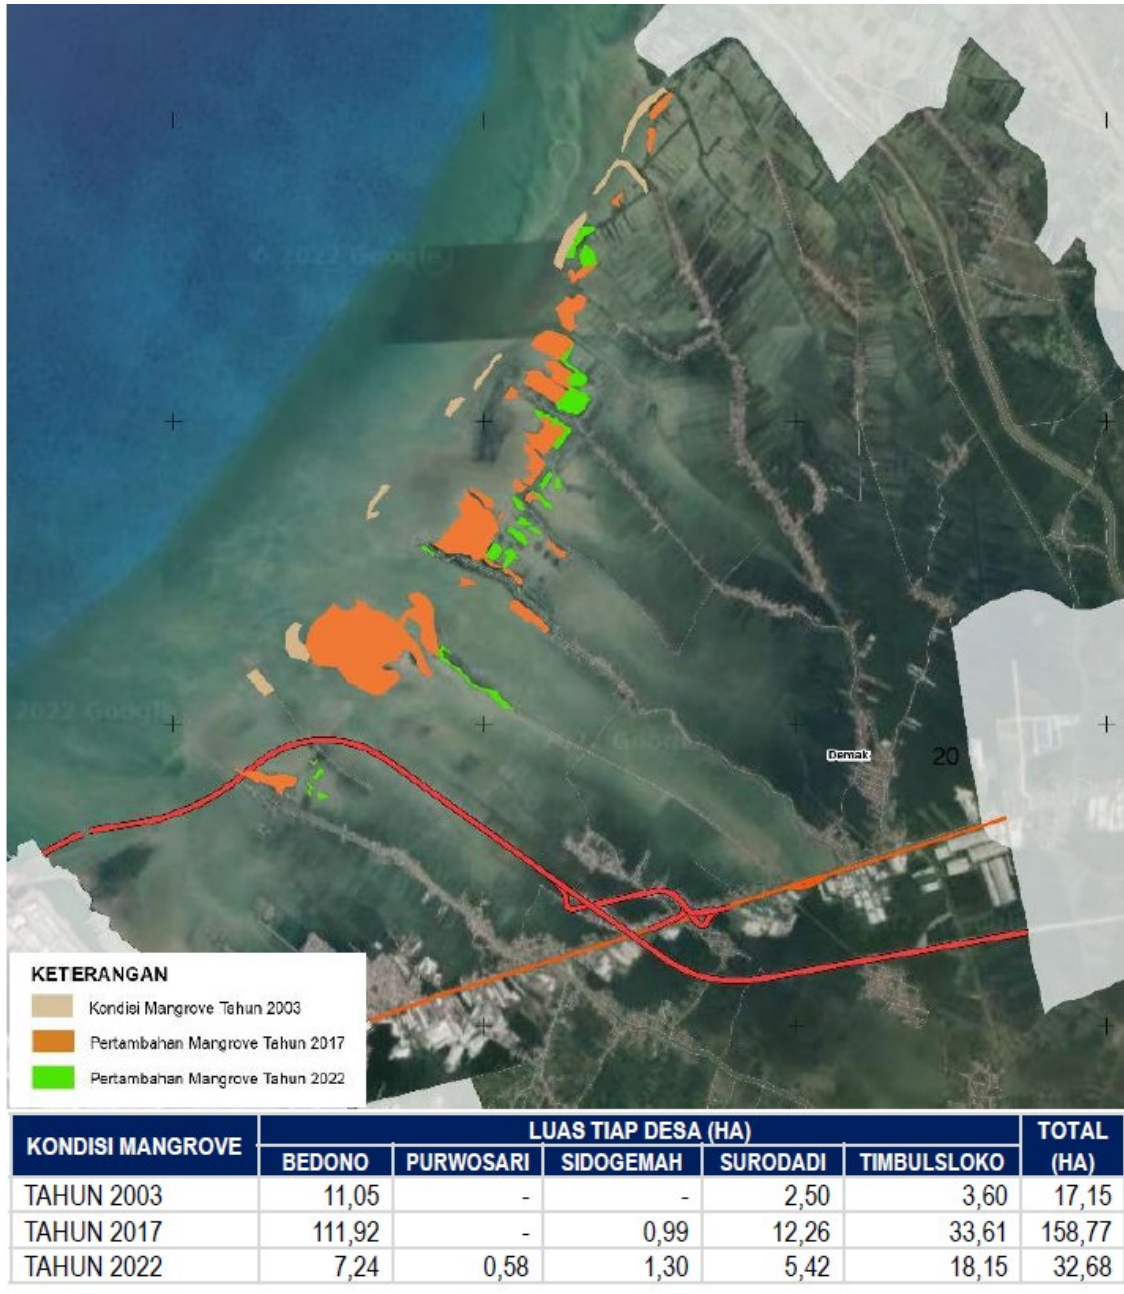 © 2022 Google
2022 Google
Demak
20
KETERANGAN
Kondisi Mangrove Tahun 2003
Pertambahan Mangrove Tahun 2017
Pertambahan Mangrove Tahun 2022
KONDISI MANGROVE LUAS TIAP DESA (HA) TOTAL (HA)
BEDONO PURWOSARI SIDOGEMAH SURODADI TIMBULSLOKO
TAHUN 2003 11,05 - - 2,50 3,60 17,15
TAHUN 2017 111,92 - 0,99 12,26 33,61 158,77
TAHUN 2022 7,24 0,58 1,30 5,42 18,15 32,68